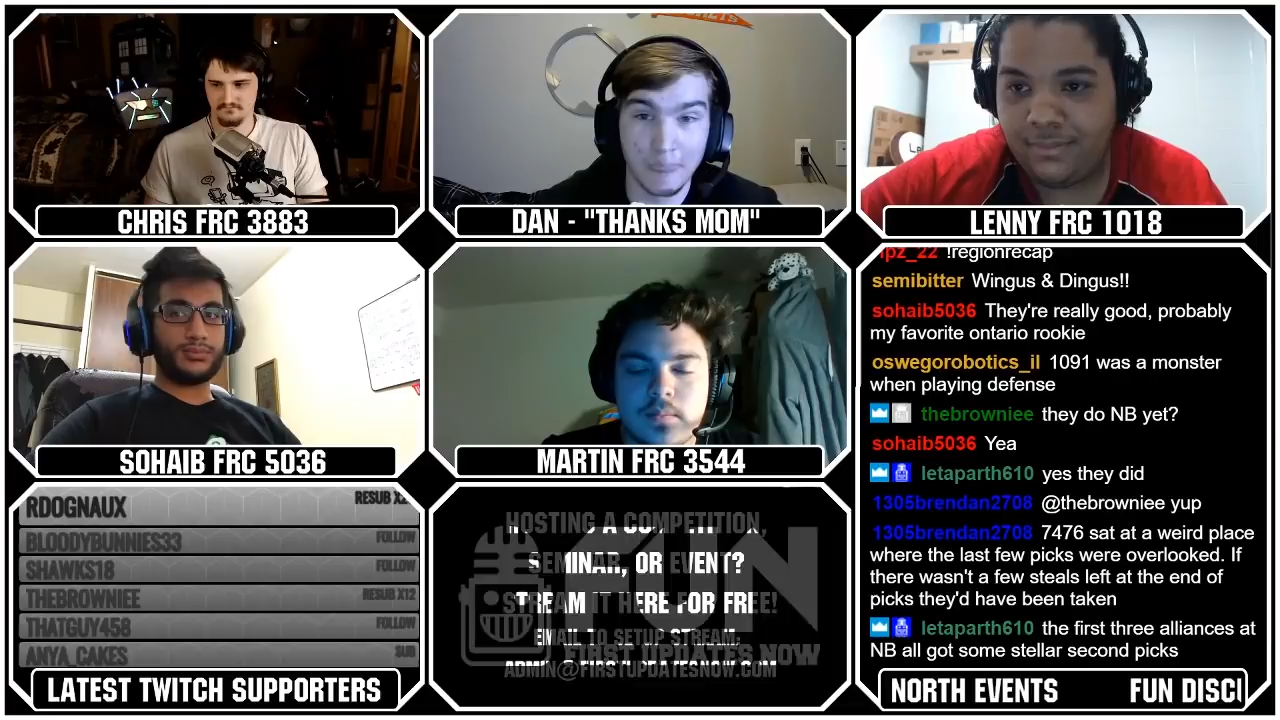 CHRIS FRC 3883
DAN - "THANKS MOM"
LENNY FRC 1018
SOHAIB FRC 5036
MARTIN FRC 3544
!regionrecap
semibitter Wingus & Dingus!!
sohaib5036 They're really good, probably
my favorite ontario rookie
oswegorobotics_il 1091 was a monster
when playing defense
thebrowniee they do NB yet?
sohaib5036 Yea
letaparth610 yes they did
1305brendan2708 @thebrowniee yup
1305brendan2708 7476 sat at a weird place
where the last few picks were overlooked. If
there wasn't a few steals left at the end of
picks they'd have been taken
letaparth610 the first three alliances at
NB all got some stellar second picks
RDOGNAUX RESUB
BLOODYBUNNIES33 FOLLOW
SHAWKS18 FOLLOW
THEBROWNIEE RESUB X12
THATGUY458 FOLLOW
ANYA_CAKES SUB
LATEST TWITCH SUPPORTERS
HOSTING A COMPETITION,
SEMINAR, OR EVENT?
STREAM IT HERE FOR FREE!
EMAIL TO SETUP STREAM:
ADMIN@FIRSTUPDATESNOW.COM
FUN
FIRST UPDATES NOW
NORTH EVENTS FUN DISC